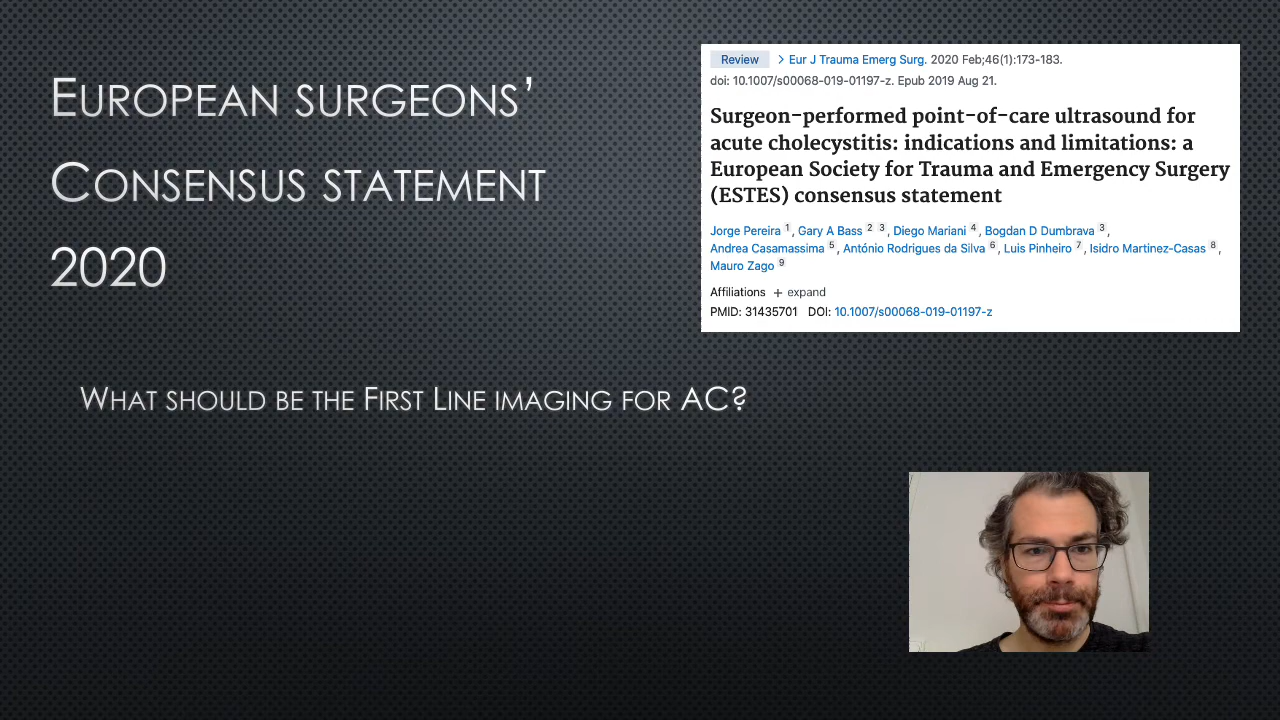 European surgeons’
Consensus statement
2020
Review > Eur J Trauma Emerg Surg. 2020 Feb;46(1):173-183.
doi: 10.1007/s00068-019-01197-z. Epub 2019 Aug 21.
Surgeon-performed point-of-care ultrasound for
acute cholecystitis: indications and limitations: a
European Society for Trauma and Emergency Surgery
(ESTES) consensus statement
Jorge Pereira 1, Gary A Bass 2 3, Diego Mariani 4, Bogdan D Dumbrava 3,
Andrea Casamassima 5, António Rodrigues da Silva 6, Luis Pinheiro 7, Isidro Martinez-Casas 8,
Mauro Zago 9
Affiliations + expand
PMID: 31435701 DOI: 10.1007/s00068-019-01197-z
What should be the First Line imaging for AC?